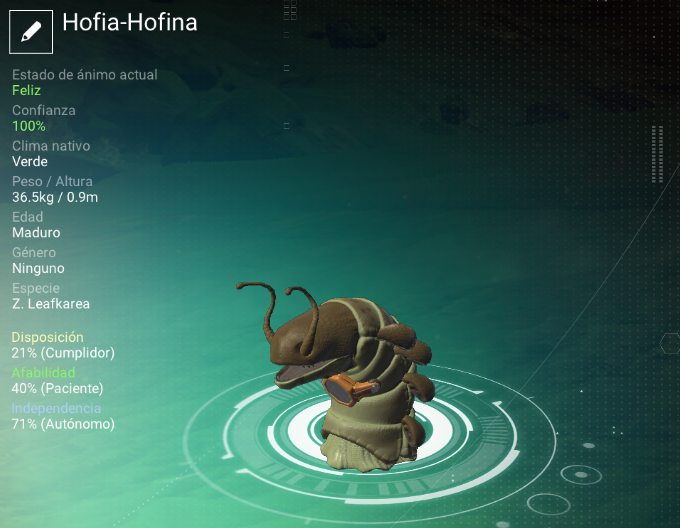 Hofia-Hofina
Estado de ánimo actual
Feliz
Confianza
100%
Clima nativo
Verde
Peso / Altura
36.5kg / 0.9m
Edad
Maduro
Género
Ninguno
Especie
Z. Leafkarea
Disposición
21% (Cumplidor)
Afabilidad
40% (Paciente)
Independencia
71% (Autónomo)